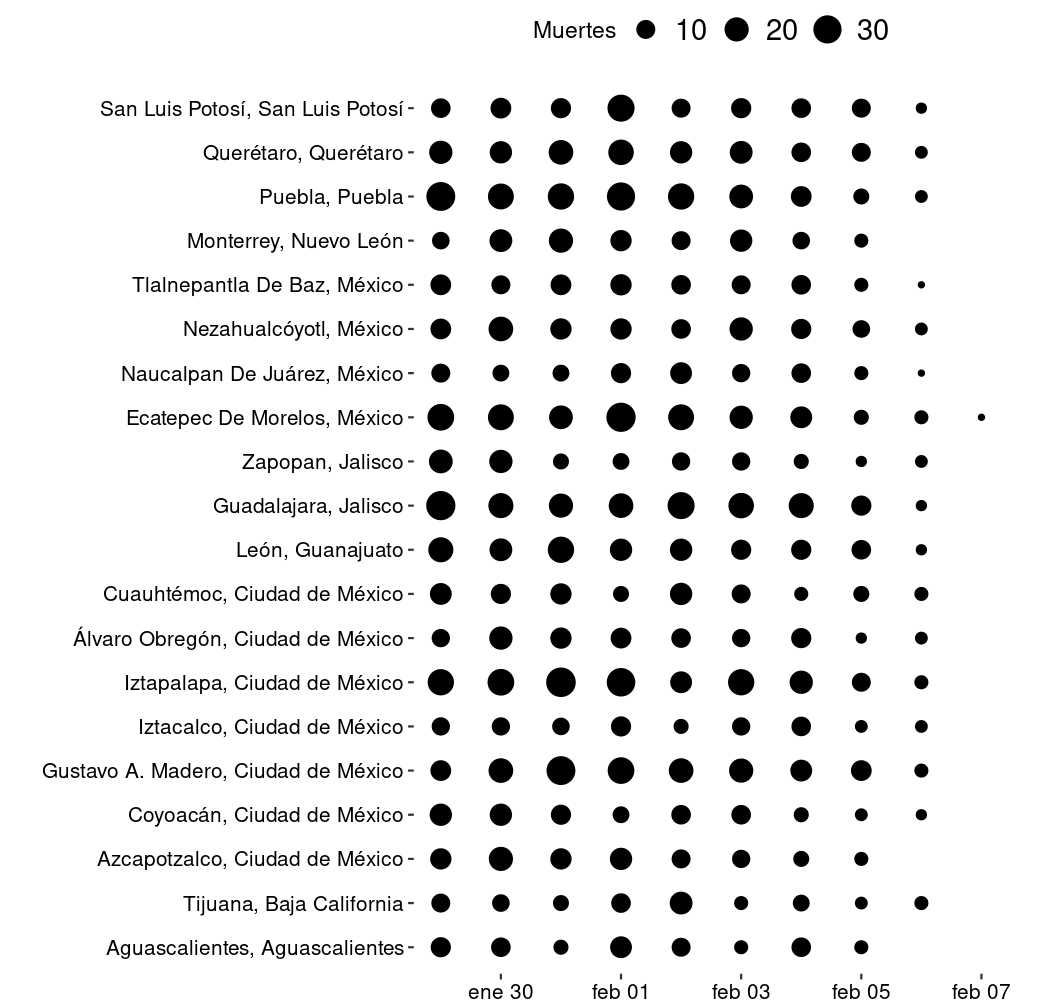 Muertes 10 20 30
San Luis Potosí, San Luis Potosí
Querétaro, Querétaro
Puebla, Puebla
Monterrey, Nuevo León
Tlalnepantla De Baz, México
Nezahualcóyotl, México
Naucalpan De Juárez, México
Ecatepec De Morelos, México
Zapopan, Jalisco
Guadalajara, Jalisco
León, Guanajuato
Cuauhtémoc, Ciudad de México
Álvaro Obregón, Ciudad de México
Iztapalapa, Ciudad de México
Iztacalco, Ciudad de México
Gustavo A. Madero, Ciudad de México
Coyoacán, Ciudad de México
Azcapotzalco, Ciudad de México
Tijuana, Baja California
Aguascalientes, Aguascalientes
ene 30 feb 01 feb 03 feb 05 feb 07